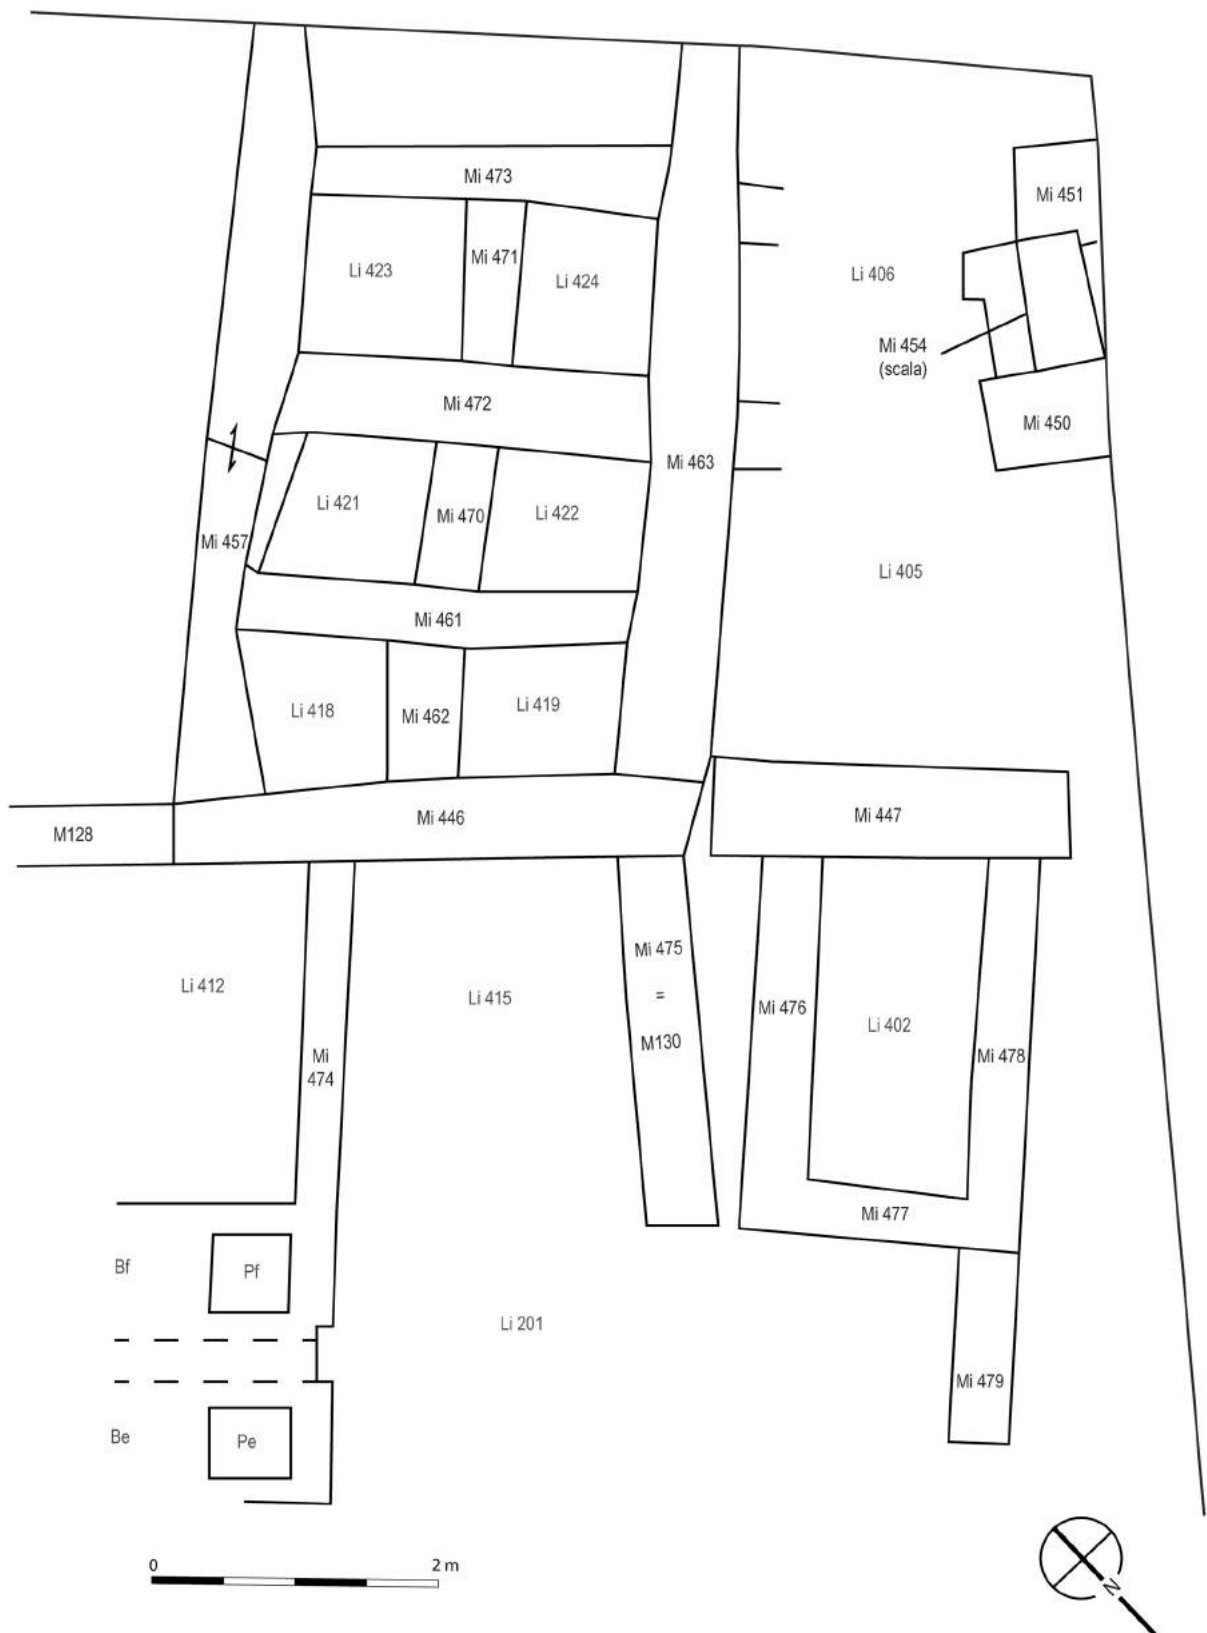 Mi 473
Mi 451
Mi 471
Li 423
Li 424
Li 406
Mi 454
(scala)
Mi 472
Mi 450
Mi 463
Li 421
Mi 470
Li 422
Mi 457
Li 405
Mi 461
Li 418
Mi 462
Li 419
M128
Mi 446
Mi 447
Li 412
Li 415
Mi 475
=
M130
Mi 476
Li 402
Mi
474
Mi 478
Mi 477
Bf
Pf
Li 201
Mi 479
Be
Pe
0
2 m
N